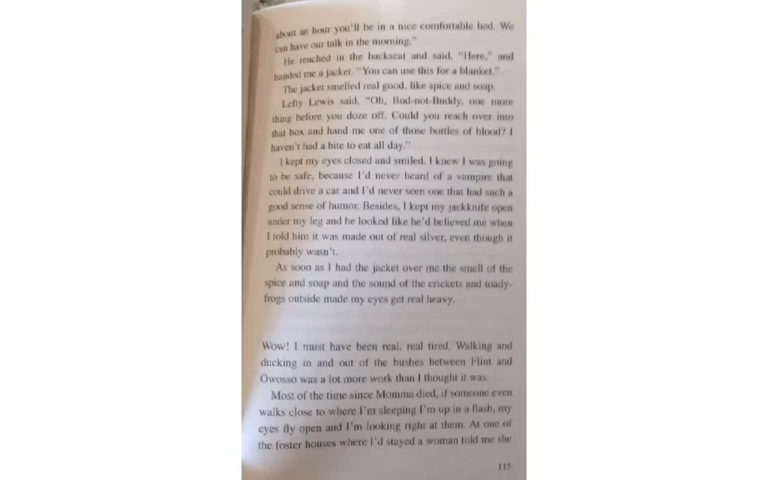 about an hour you'll be in a nice comfortable bed. We
can have our talk in the morning."
He reached in the backseat and said, "Here," and
handed me a jacket. "You can use this for a blanket."
The jacket smelled real good, like spice and soap.
Lefty Lewis said, "Oh, Bud-not-Buddy, one more
thing before you doze off. Could you reach over into
that box and hand me one of those bottles of blood? I
haven't had a bite to eat all day."
I kept my eyes closed and smiled. I knew I was going
to be safe, because I'd never heard of a vampire that
could drive a car and I'd never seen one that had such a
good sense of humor. Besides, I kept my jackknife open
under my leg and he looked like he'd believed me when
I told him it was made out of real silver, even though it
probably wasn't.
As soon as I had the jacket over me the smell of the
spice and soap and the sound of the crickets and toady-
frogs outside made my eyes get real heavy.
Wow! I must have been real, real tired. Walking and
ducking in and out of the bushes between Flint and
Owosso was a lot more work than I thought it was.
Most of the time since Momma died, if someone even
walks close to where I'm sleeping I'm up in a flash, my
eyes fly open and I'm looking right at them. At one of
the foster houses where I'd stayed a woman told me she
115